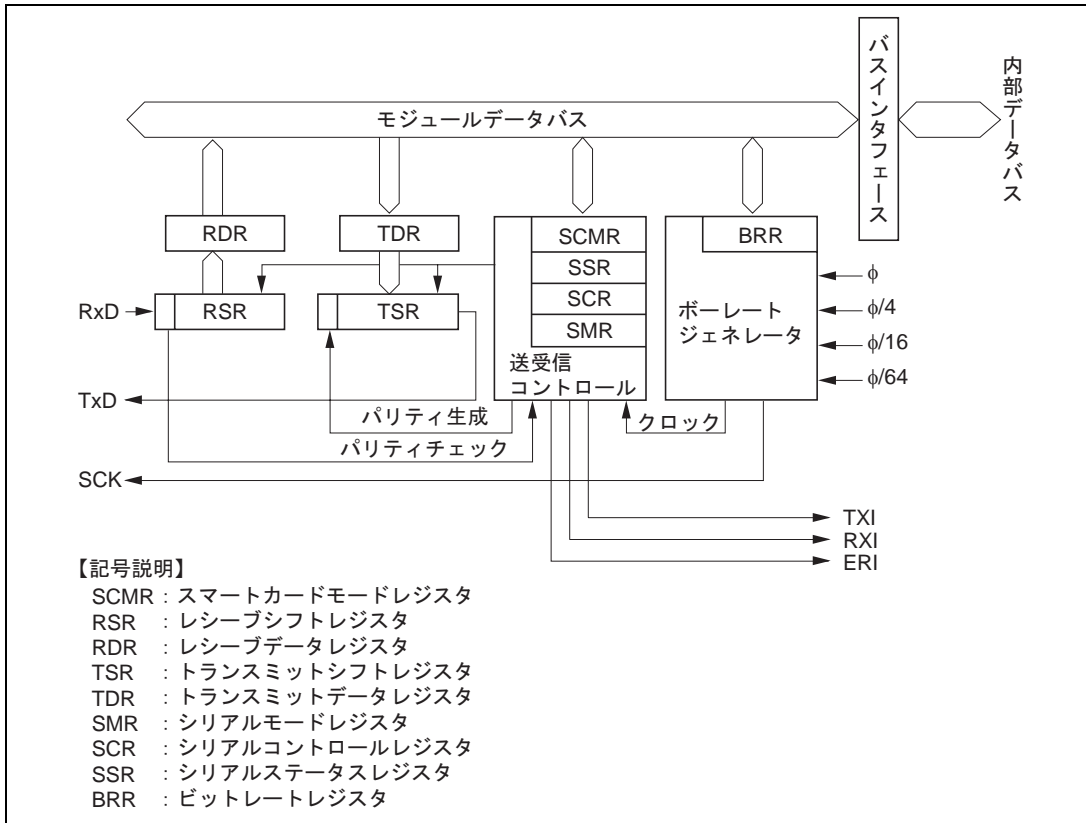 バスインタフェース
内部データバス
モジュールデータバス
RDR
TDR
SCMR
BRR
SSR
φ
RxD
RSR
TSR
SCR
ボーレート
ジェネレータ
φ/4
SMR
φ/16
送受信
コントロール
φ/64
TxD
パリティ生成
クロック
パリティチェック
SCK
TXI
RXI
ERI
【記号説明】
SCMR : スマートカードモードレジスタ
RSR : レシーブシフトレジスタ
RDR : レシーブデータレジスタ
TSR : トランスミットシフトレジスタ
TDR : トランスミットデータレジスタ
SMR : シリアルモードレジスタ
SCR : シリアルコントロールレジスタ
SSR : シリアルステータスレジスタ
BRR : ビットレートレジスタ